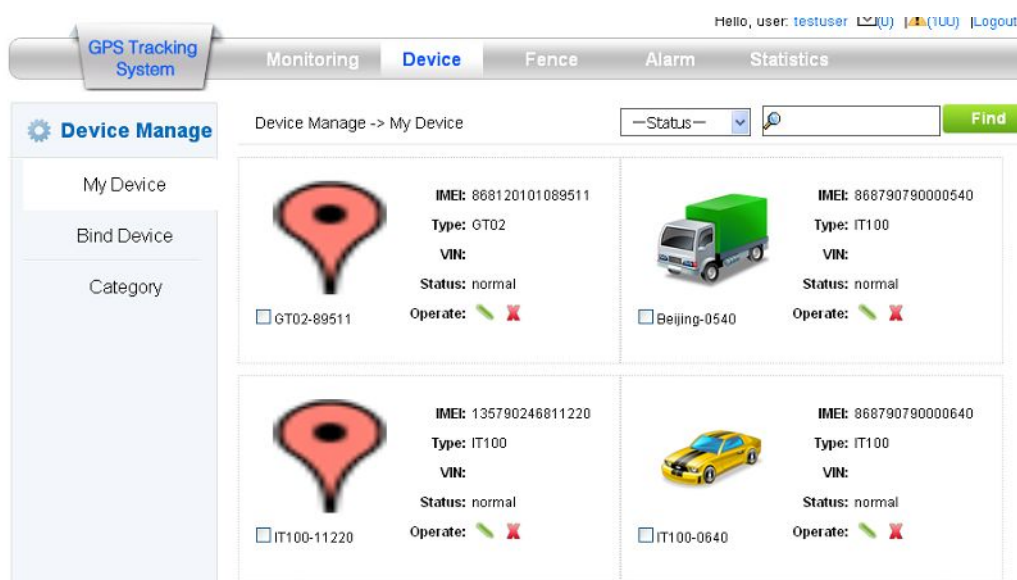 Hello, user: testuser (0) | (100) |Logout
GPS Tracking
System
Monitoring Device Fence Alarm Statistics
Device Manage
Device Manage -> My Device
—Status—
Find
My Device
Bind Device
Category
IMEI: 868120101089511
Type: GT02
VIN:
Status: normal
Operate:
GT02-89511
IMEI: 868790790000540
Type: IT100
VIN:
Status: normal
Operate:
Beijing-0540
IMEI: 135790246811220
Type: IT100
VIN:
Status: normal
Operate:
IT100-11220
IMEI: 868790790000640
Type: IT100
VIN:
Status: normal
Operate:
IT100-0640